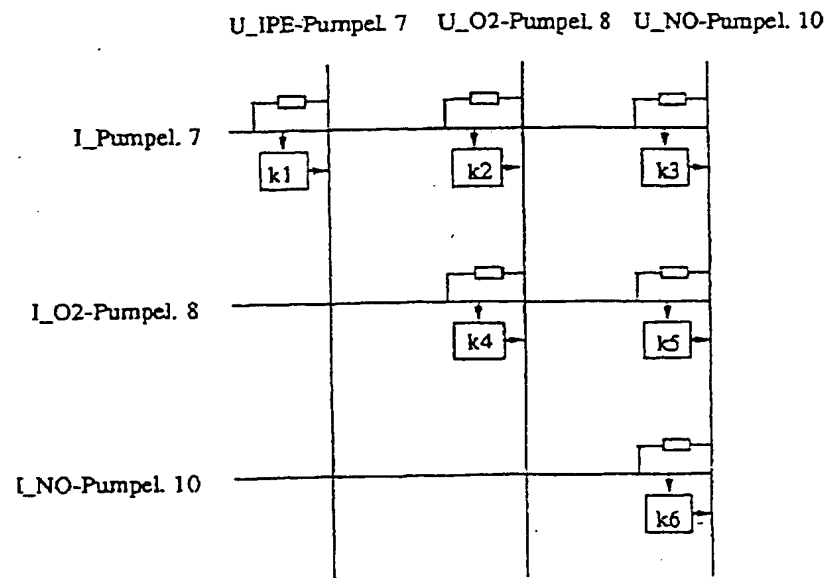 U_IPE-Pumpel. 7 U_O2-Pumpel. 8 U_NO-Pumpel. 10
I_Pumpel. 7
k1 k2 k3
I_O2-Pumpel. 8
k4 k5
I_NO-Pumpel. 10
k6